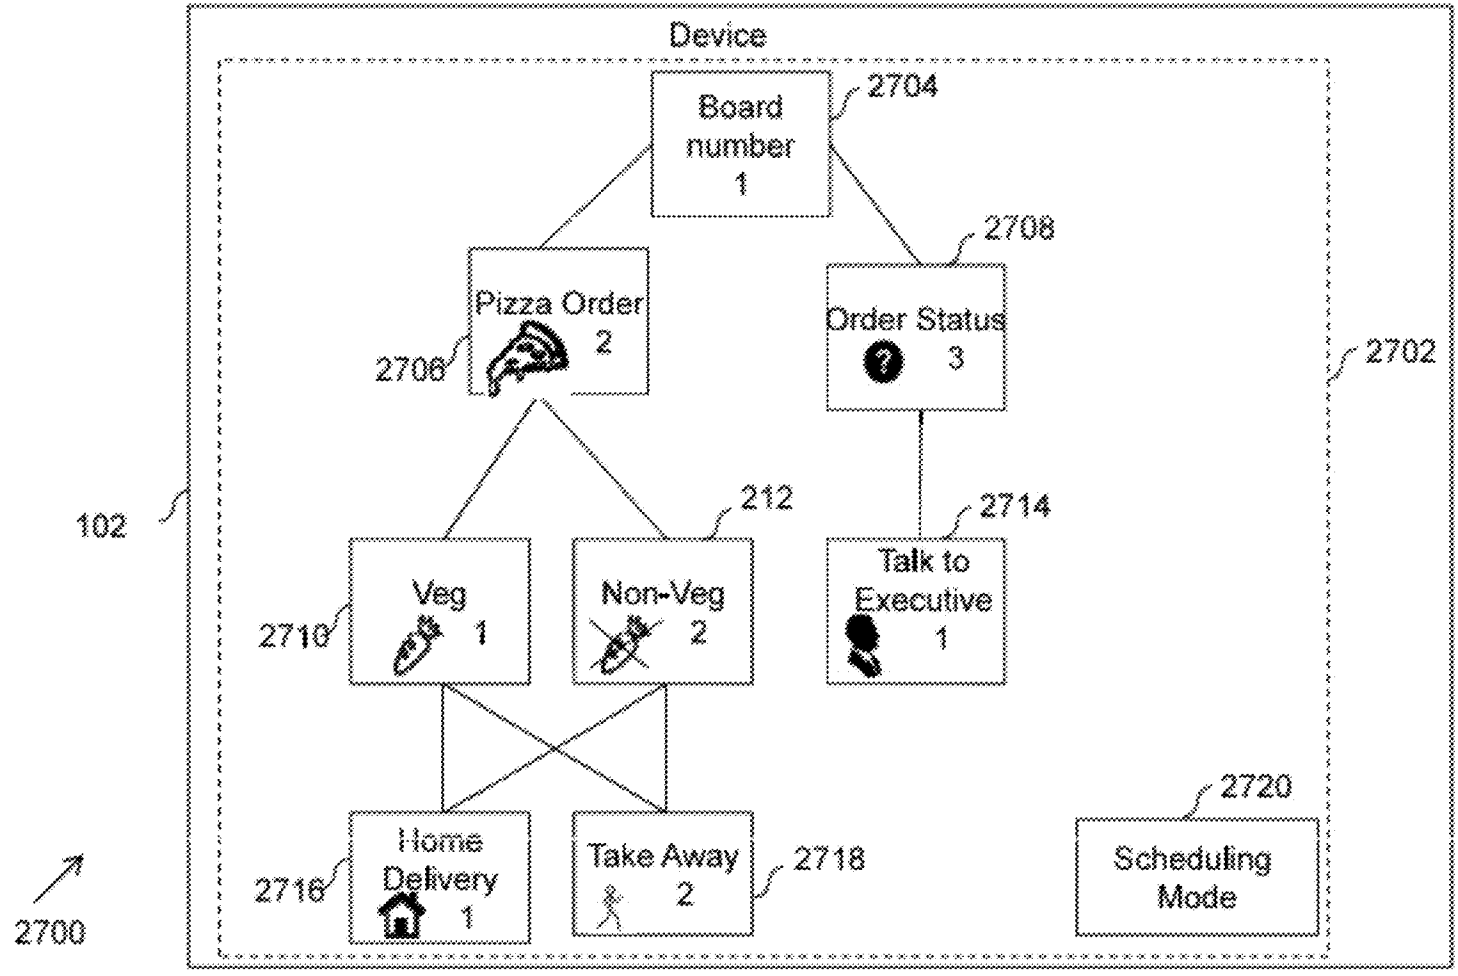 Device
2704
Board
number
1
2708
Pizza Order
2
2706
Order Status
? 3
2702
102
212
2714
Veg
1
2710
Non-Veg
2
Talk to
Executive
1
2720
Home
Delivery
1
2716
Take Away
2
2718
Scheduling
Mode
2700